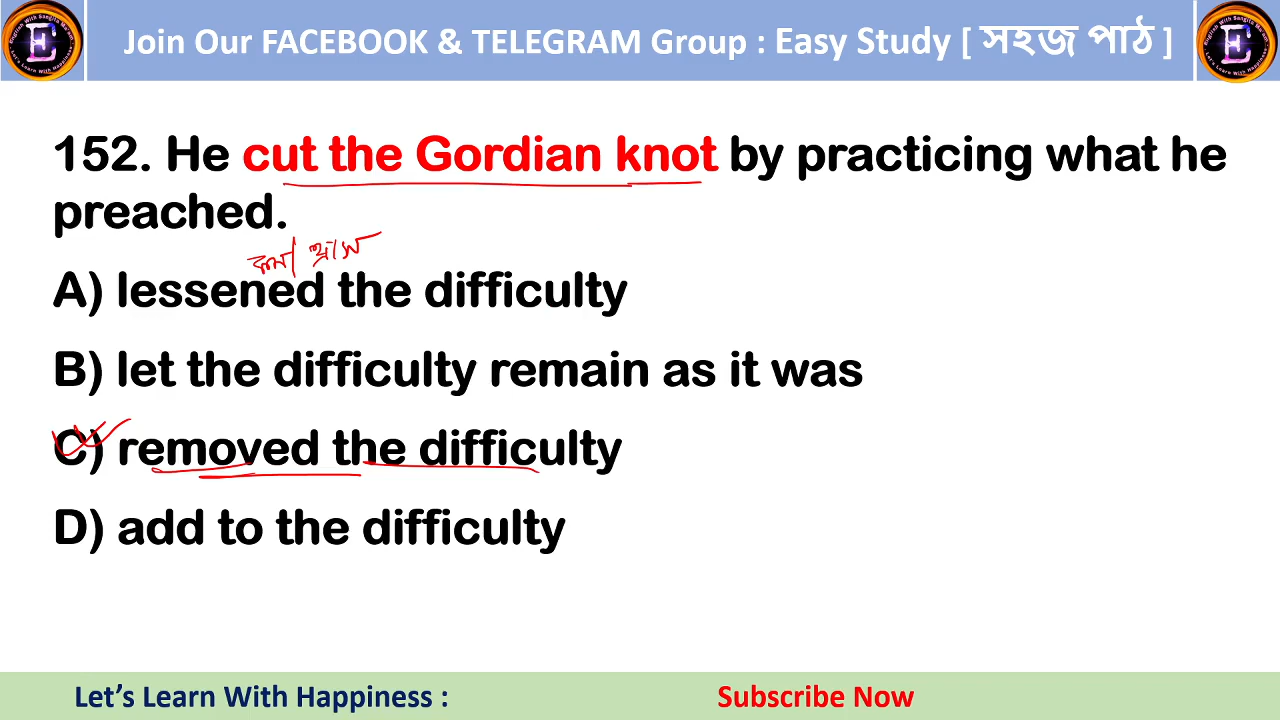 Join Our FACEBOOK & TELEGRAM Group : Easy Study [ সহজ পাঠ ]
152. He cut the Gordian knot by practicing what he
preached.
A) lessened the difficulty
B) let the difficulty remain as it was
C) removed the difficulty
D) add to the difficulty
Let's Learn With Happiness :
Subscribe Now